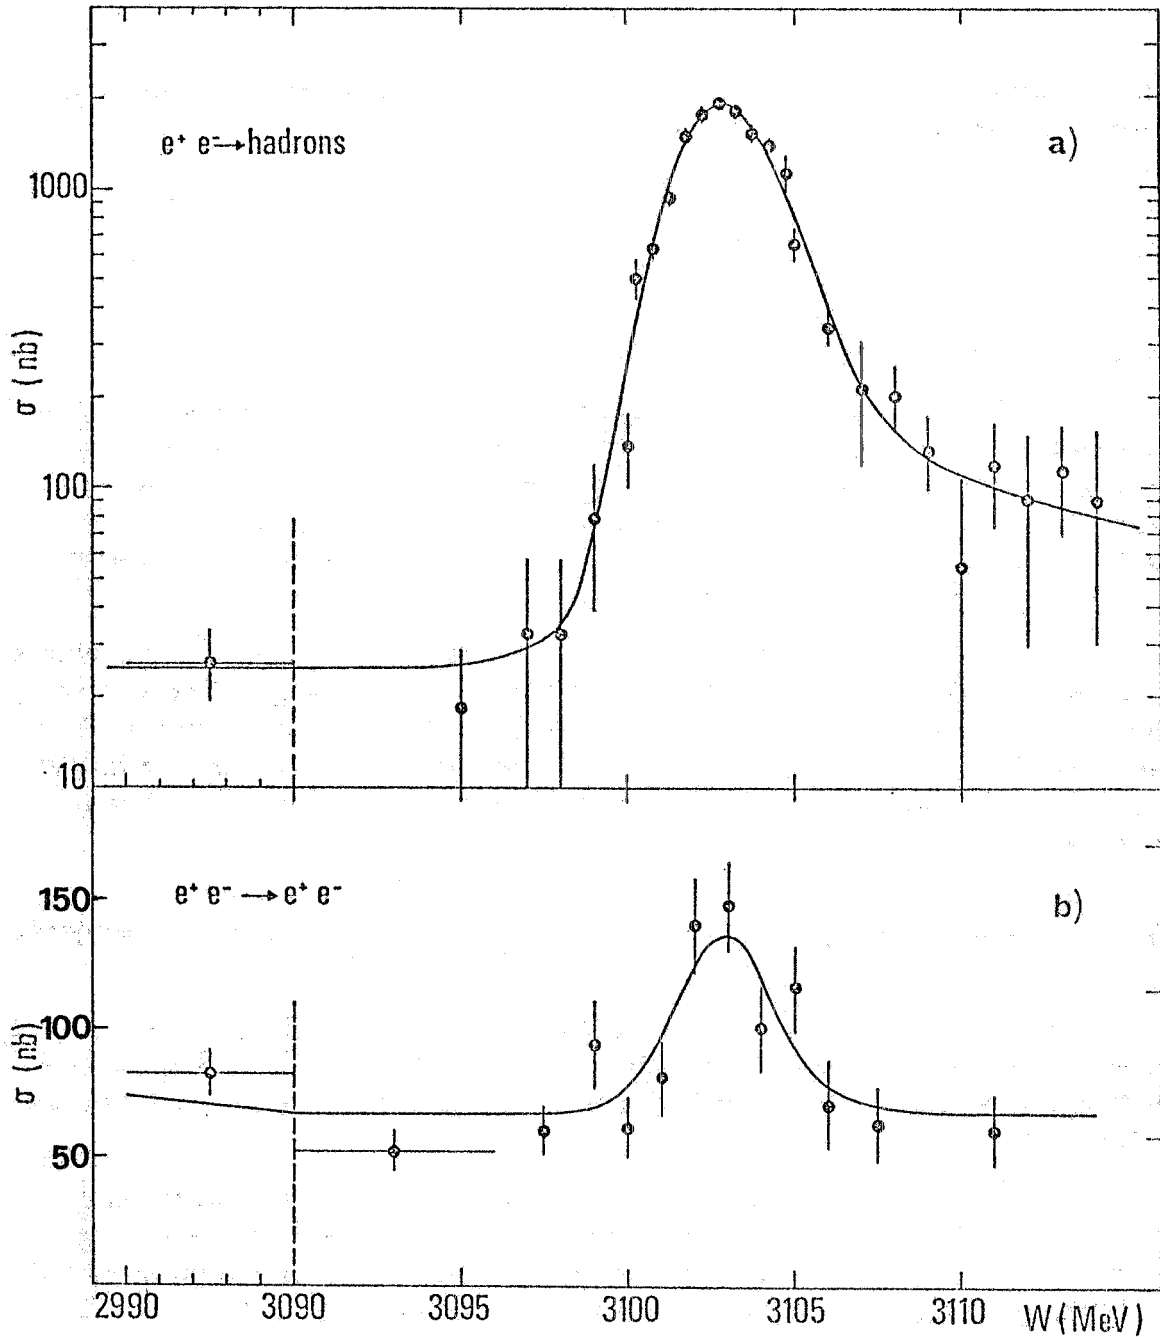 e⁺ e⁻→hadrons
a)
1000
σ (nb)
100
10
e⁺ e⁻ → e⁺ e⁻
b)
150
100
σ (nb)
50
2990 3090 3095 3100 3105 3110 W (MeV)